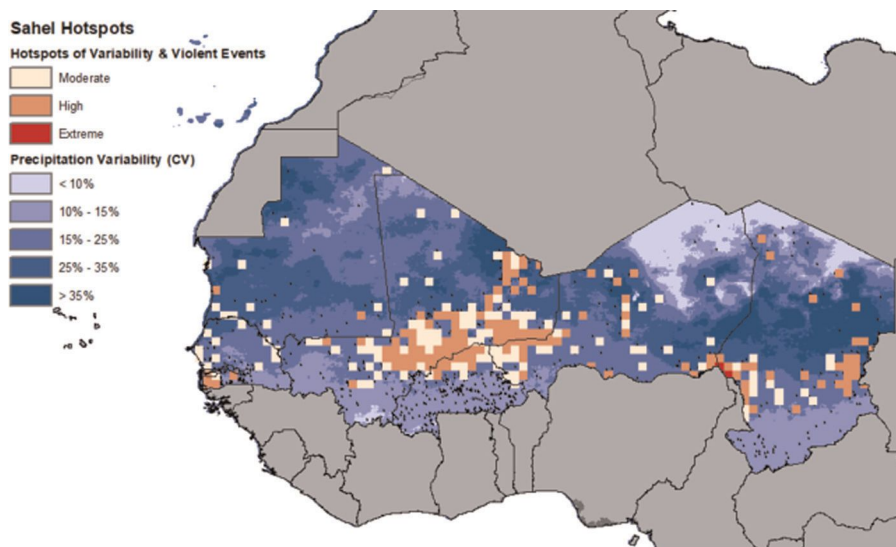 Sahel Hotspots
Hotspots of Variability & Violent Events
Moderate
High
Extreme
Precipitation Variability (CV)
< 10%
10% - 15%
15% - 25%
25% - 35%
> 35%